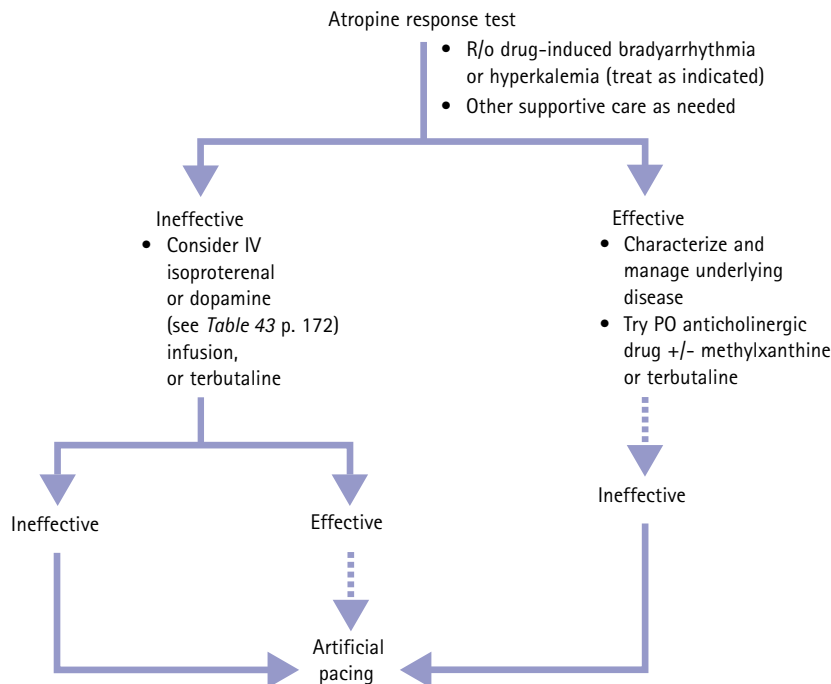 Atropine response test
• R/o drug-induced bradyarrhythmia
or hyperkalemia (treat as indicated)
• Other supportive care as needed
Ineffective
• Consider IV
isoproterenal
or dopamine
(see Table 43 p. 172)
infusion,
or terbutaline
Effective
• Characterize and
manage underlying
disease
• Try PO anticholinergic
drug +/- methylxanthine
or terbutaline
Ineffective
Effective
Ineffective
Artificial
pacing